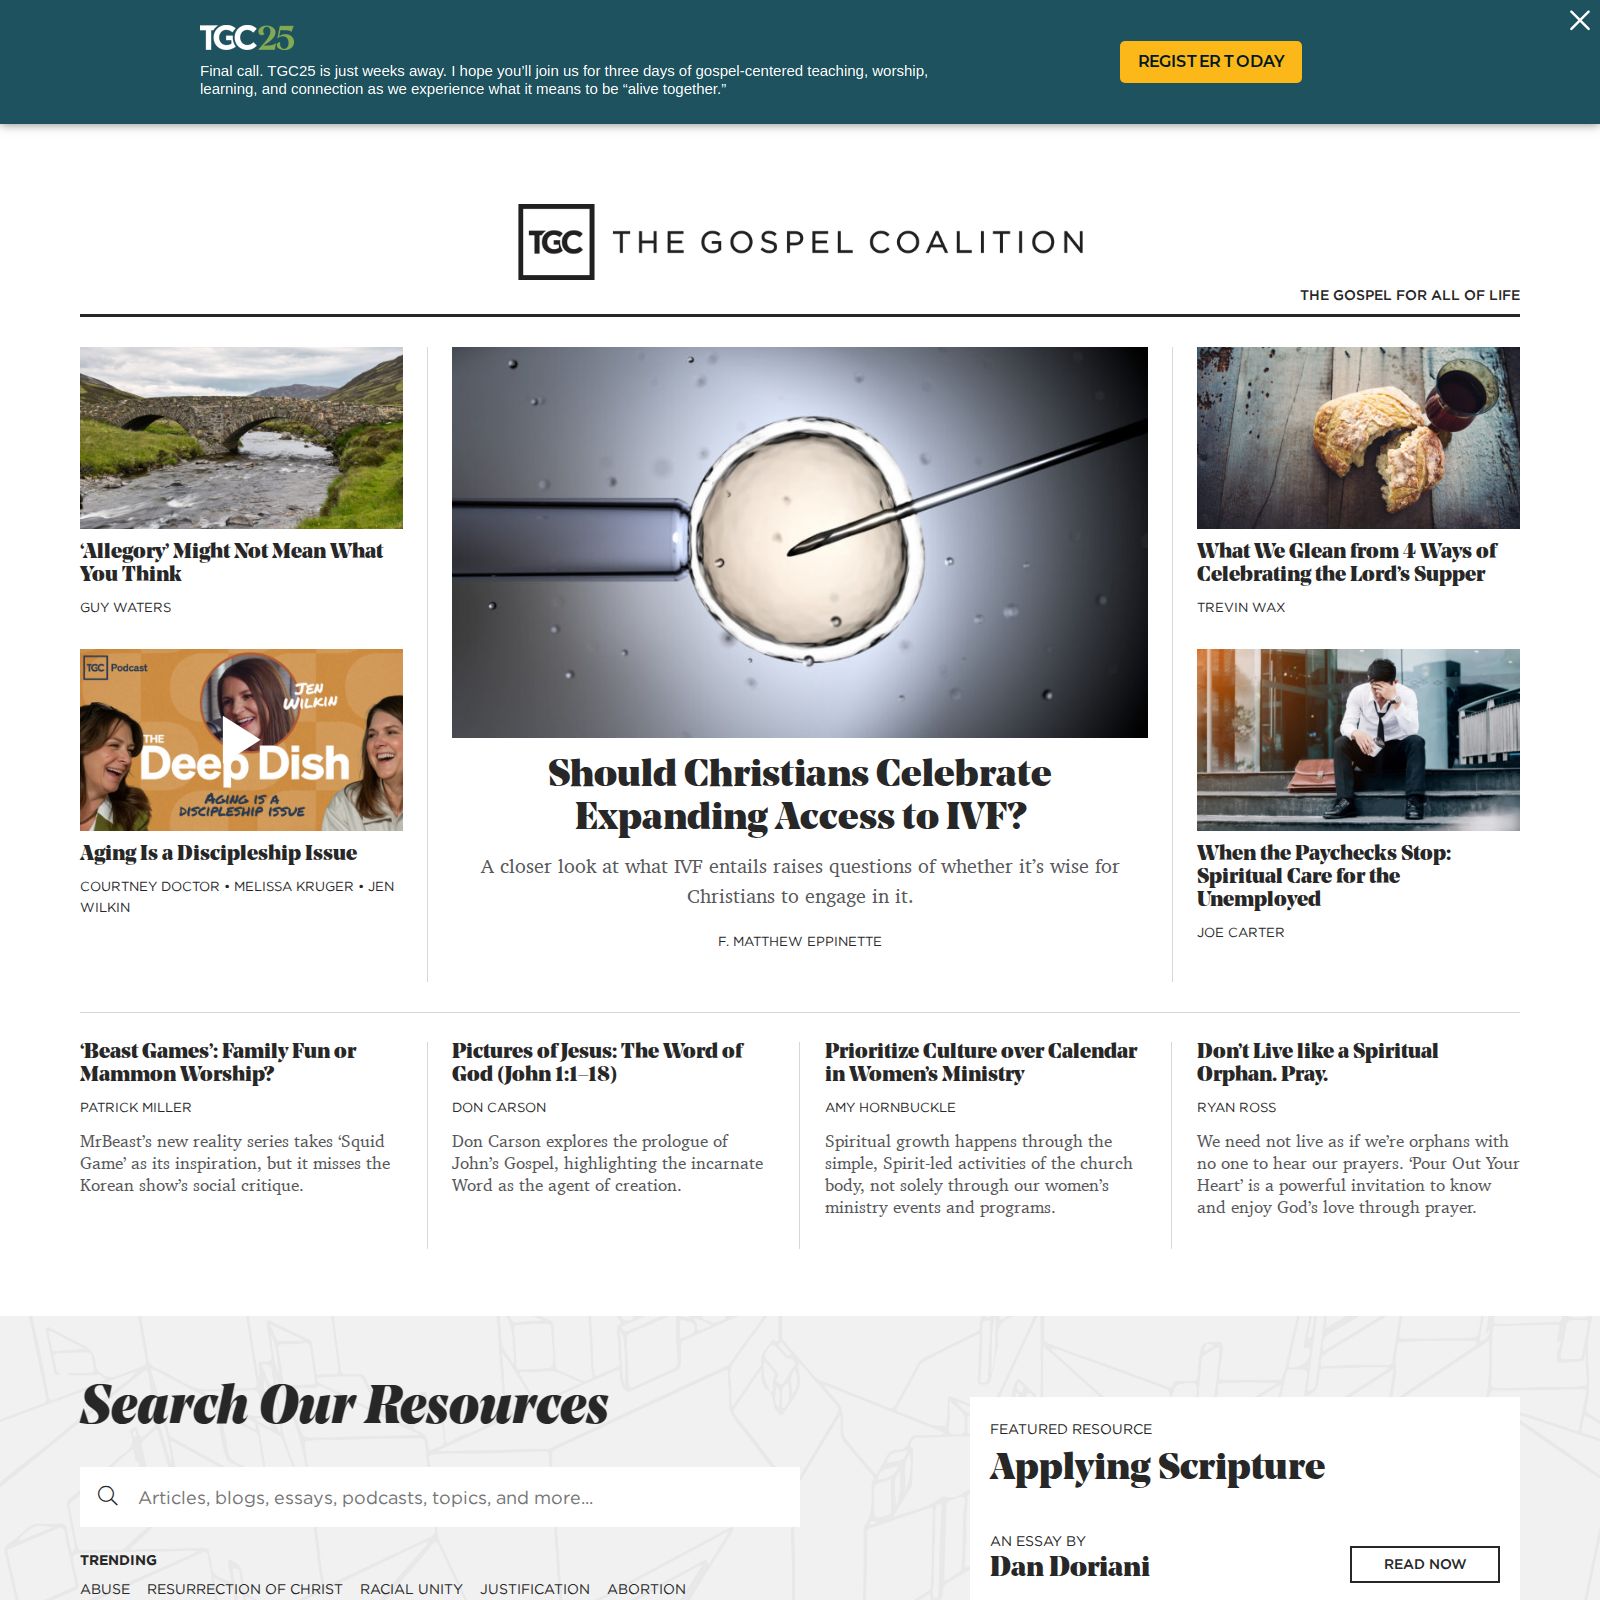 TGC25
Final call. TGC25 is just weeks away. I hope you’ll join us for three days of gospel-centered teaching, worship,
learning, and connection as we experience what it means to be “alive together.”
REGISTER TODAY
TGC THE GOSPEL COALITION
THE GOSPEL FOR ALL OF LIFE
‘Allegory’ Might Not Mean What
You Think
GUY WATERS
TGC Podcast
JEN
WILKIN
THE
Deep Dish
AGING IS A
DISCIPLESHIP ISSUE
Aging Is a Discipleship Issue
COURTNEY DOCTOR • MELISSA KRUGER • JEN
WILKIN
Should Christians Celebrate
Expanding Access to IVF?
A closer look at what IVF entails raises questions of whether it’s wise for
Christians to engage in it.
F. MATTHEW EPPINETTE
What We Glean from 4 Ways of
Celebrating the Lord’s Supper
TREVIN WAX
When the Paychecks Stop:
Spiritual Care for the
Unemployed
JOE CARTER
‘Beast Games’: Family Fun or
Mammon Worship?
PATRICK MILLER
MrBeast’s new reality series takes ‘Squid
Game’ as its inspiration, but it misses the
Korean show’s social critique.
Pictures of Jesus: The Word of
God (John 1:1–18)
DON CARSON
Don Carson explores the prologue of
John’s Gospel, highlighting the incarnate
Word as the agent of creation.
Prioritize Culture over Calendar
in Women’s Ministry
AMY HORNBUCKLE
Spiritual growth happens through the
simple, Spirit-led activities of the church
body, not solely through our women’s
ministry events and programs.
Don’t Live like a Spiritual
Orphan. Pray.
RYAN ROSS
We need not live as if we’re orphans with
no one to hear our prayers. ‘Pour Out Your
Heart’ is a powerful invitation to know
and enjoy God’s love through prayer.
Search Our Resources
Articles, blogs, essays, podcasts, topics, and more...
TRENDING
ABUSE RESURRECTION OF CHRIST RACIAL UNITY JUSTIFICATION ABORTION
FEATURED RESOURCE
Applying Scripture
AN ESSAY BY
Dan Doriani
READ NOW